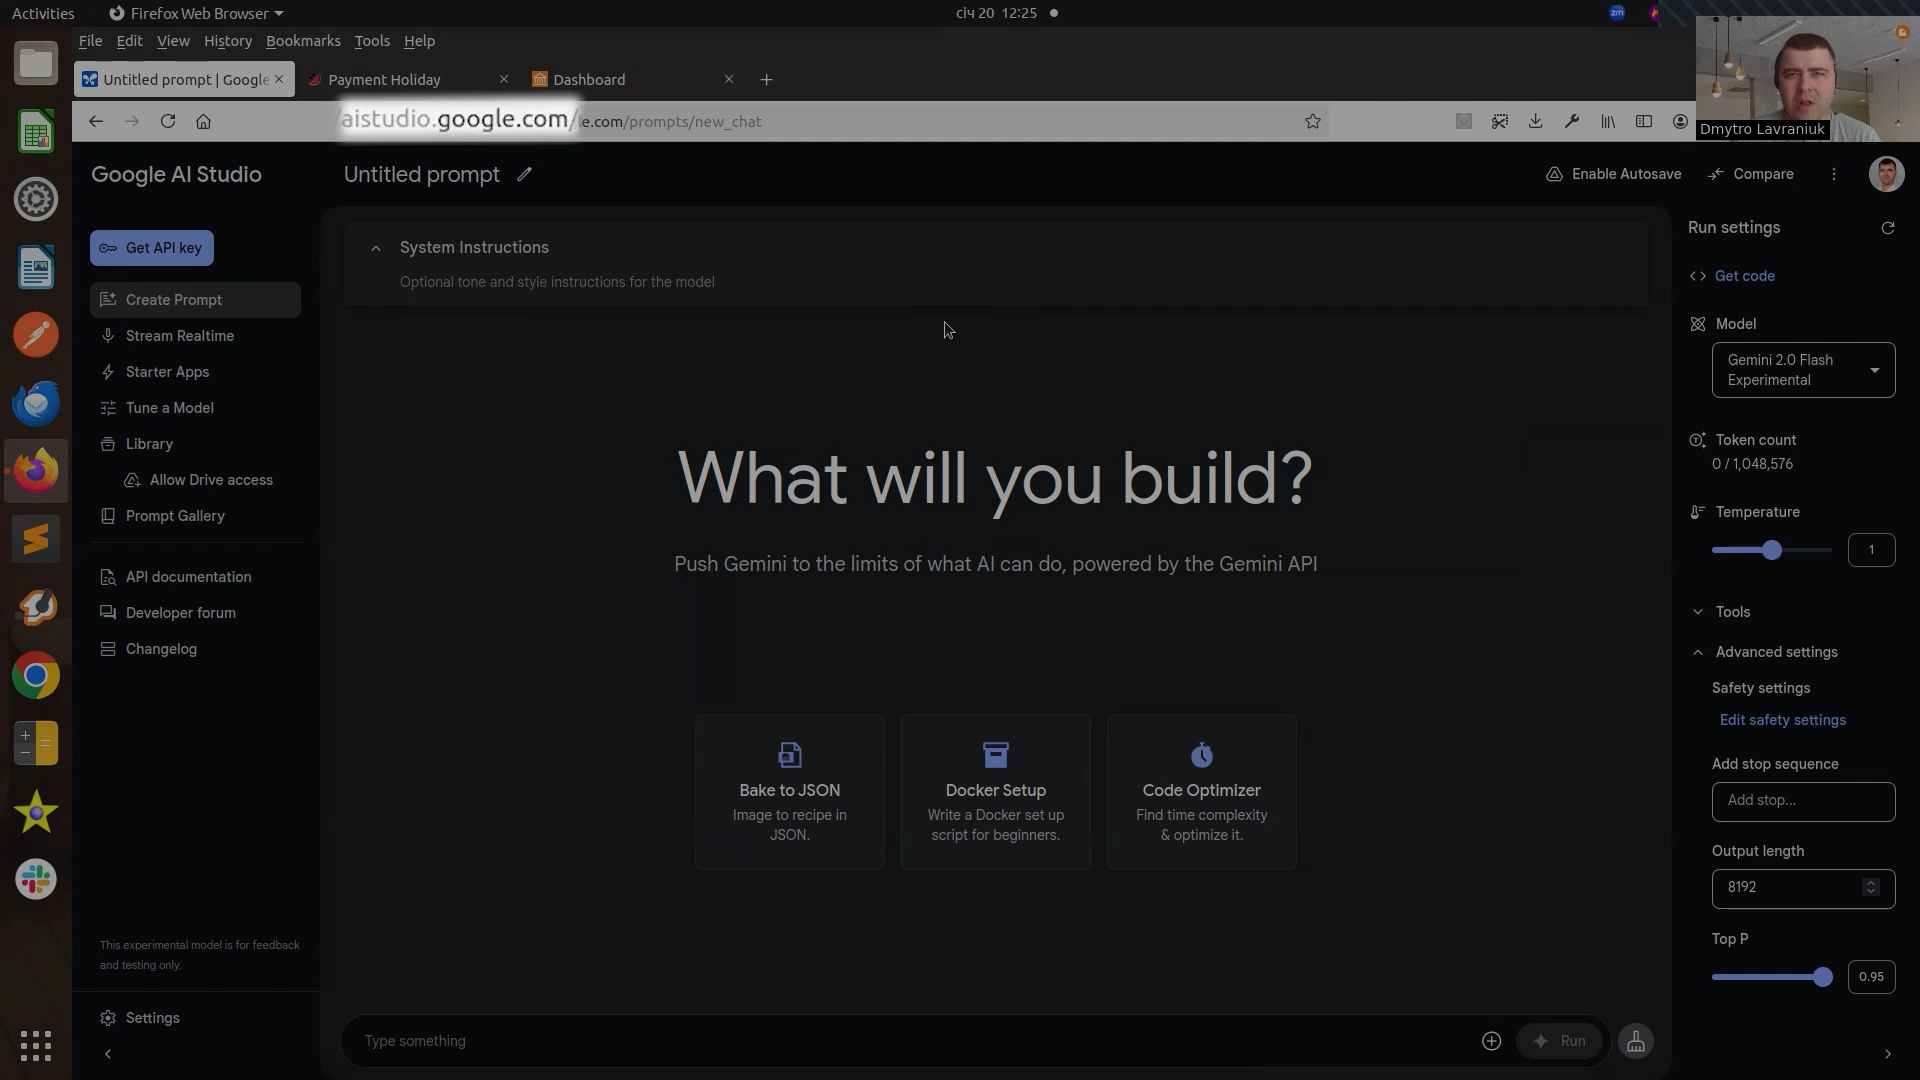 Activities
Firefox Web Browser
січ 20 12:25
zm
File Edit View History Bookmarks Tools Help
Untitled prompt | Google
Payment Holiday
Dashboard
/aistudio.google.com/
le.com/prompts/new_chat
Dmytro Lavraniuk
Google AI Studio
Untitled prompt
Enable Autosave
Compare
Get API key
Create Prompt
Stream Realtime
Starter Apps
Tune a Model
Library
Allow Drive access
Prompt Gallery
API documentation
Developer forum
Changelog
This experimental model is for feedback
and testing only.
Settings
System Instructions
Optional tone and style instructions for the model
What will you build?
Push Gemini to the limits of what AI can do, powered by the Gemini API
Bake to JSON
Image to recipe in
JSON.
Docker Setup
Write a Docker set up
script for beginners.
Code Optimizer
Find time complexity
& optimize it.
Type something
Run
Run settings
Get code
Model
Gemini 2.0 Flash
Experimental
Token count
0 / 1,048,576
Temperature
1
Tools
Advanced settings
Safety settings
Edit safety settings
Add stop sequence
Add stop...
Output length
8192
Top P
0.95